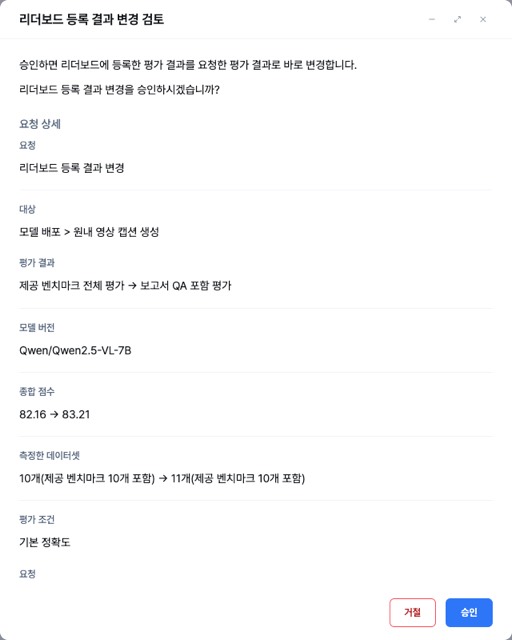 리더보드 등록 결과 변경 검토
승인하면 리더보드에 등록한 평가 결과를 요청한 평가 결과로 바로 변경합니다.
리더보드 등록 결과 변경을 승인하시겠습니까?
요청 상세
요청
리더보드 등록 결과 변경
대상
모델 배포 > 원내 영상 캡션 생성
평가 결과
제공 벤치마크 전체 평가 → 보고서 QA 포함 평가
모델 버전
Qwen/Qwen2.5-VL-7B
종합 점수
82.16 → 83.21
측정한 데이터셋
10개(제공 벤치마크 10개 포함) → 11개(제공 벤치마크 10개 포함)
평가 조건
기본 정확도
요청
거절
승인